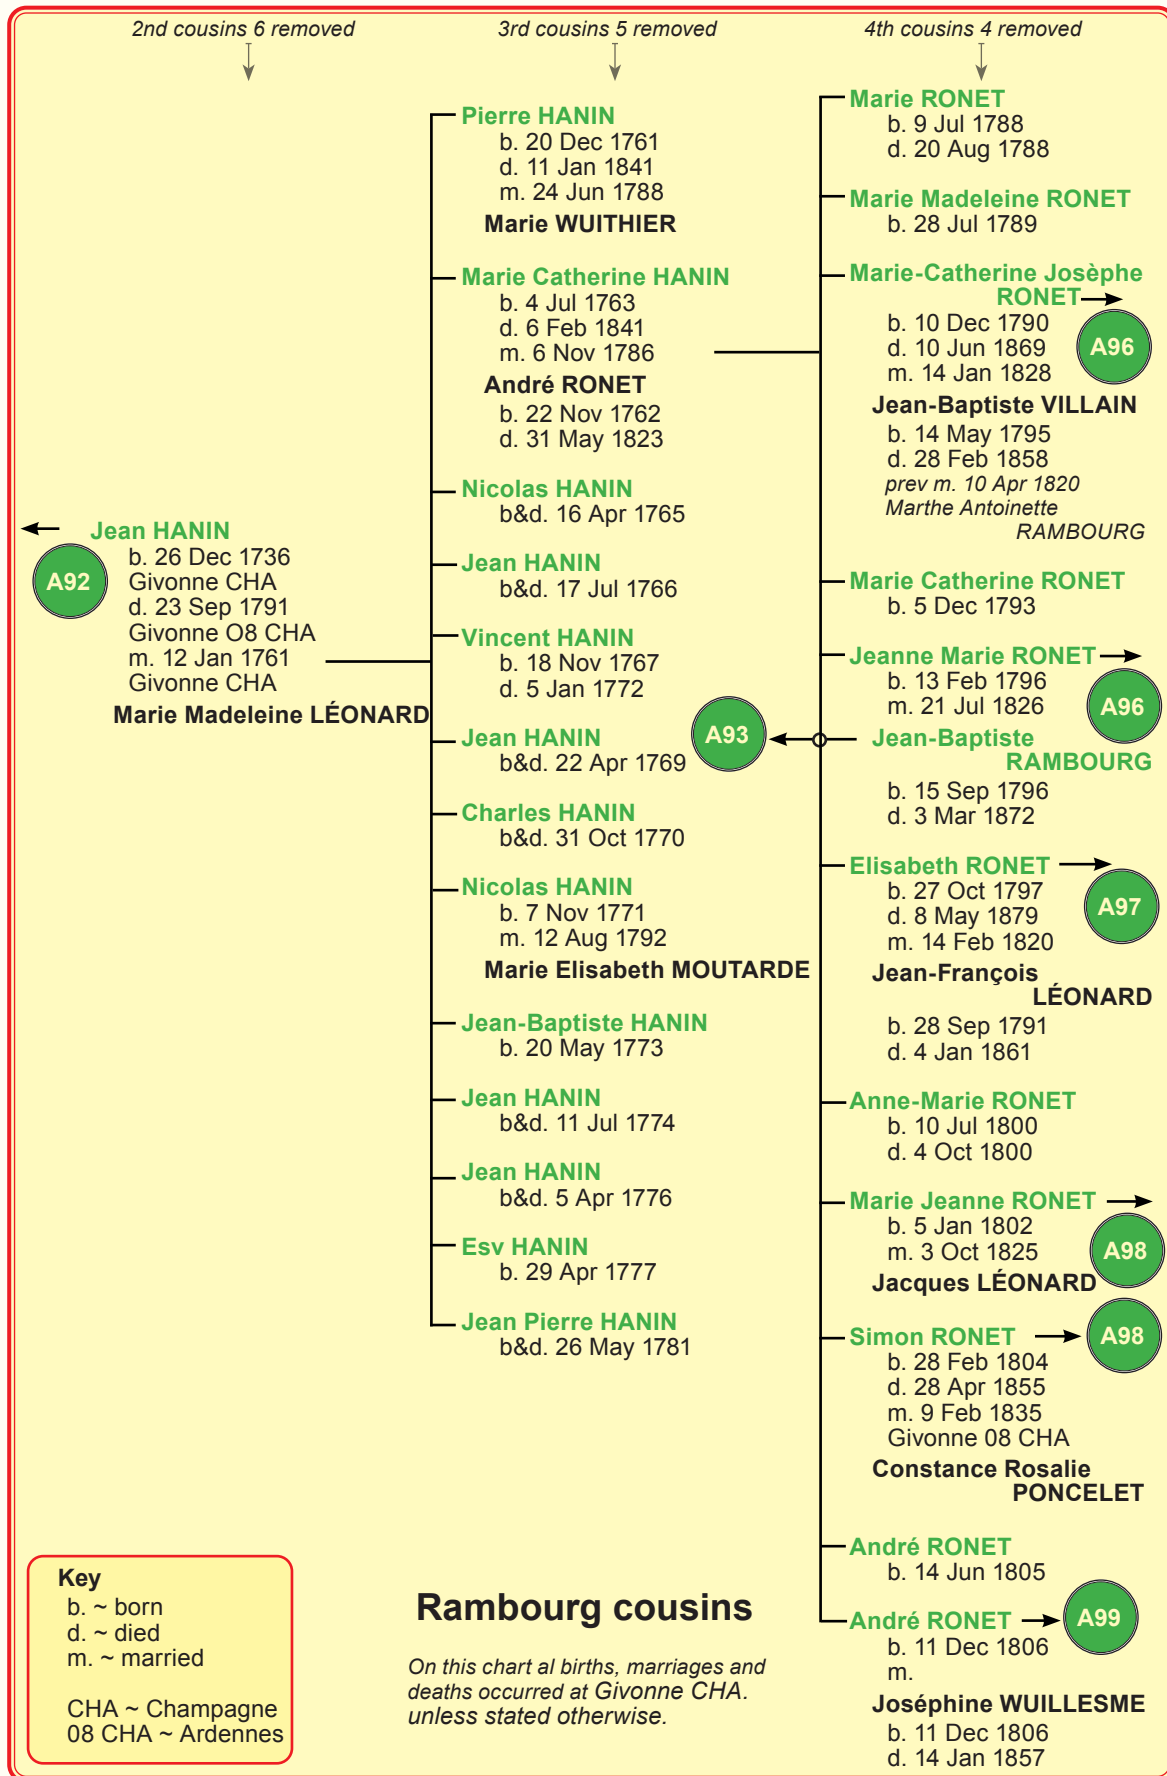 2nd cousins 6 removed
3rd cousins 5 removed
4th cousins 4 removed
Jean HANIN
A92
b. 26 Dec 1736
Givonne CHA
d. 23 Sep 1791
Givonne O8 CHA
m. 12 Jan 1761
Givonne CHA
Marie Madeleine LÉONARD
Pierre HANIN
b. 20 Dec 1761
d. 11 Jan 1841
m. 24 Jun 1788
Marie WUITHIER
Marie Catherine HANIN
b. 4 Jul 1763
d. 6 Feb 1841
m. 6 Nov 1786
André RONET
b. 22 Nov 1762
d. 31 May 1823
Nicolas HANIN
b&d. 16 Apr 1765
Jean HANIN
b&d. 17 Jul 1766
Vincent HANIN
b. 18 Nov 1767
d. 5 Jan 1772
Jean HANIN
b&d. 22 Apr 1769
Charles HANIN
b&d. 31 Oct 1770
Nicolas HANIN
b. 7 Nov 1771
m. 12 Aug 1792
Marie Elisabeth MOUTARDE
Jean-Baptiste HANIN
b. 20 May 1773
Jean HANIN
b&d. 11 Jul 1774
Jean HANIN
b&d. 5 Apr 1776
Esv HANIN
b. 29 Apr 1777
Jean Pierre HANIN
b&d. 26 May 1781
Marie RONET
b. 9 Jul 1788
d. 20 Aug 1788
Marie Madeleine RONET
b. 28 Jul 1789
Marie-Catherine Josèphe
RONET
A96
b. 10 Dec 1790
d. 10 Jun 1869
m. 14 Jan 1828
Jean-Baptiste VILLAIN
b. 14 May 1795
d. 28 Feb 1858
prev m. 10 Apr 1820
Marthe Antoinette
RAMBOURG
Marie Catherine RONET
b. 5 Dec 1793
Jeanne Marie RONET
A96
b. 13 Feb 1796
m. 21 Jul 1826
A93
Jean-Baptiste
RAMBOURG
b. 15 Sep 1796
d. 3 Mar 1872
Elisabeth RONET
A97
b. 27 Oct 1797
d. 8 May 1879
m. 14 Feb 1820
Jean-François
LÉONARD
b. 28 Sep 1791
d. 4 Jan 1861
Anne-Marie RONET
b. 10 Jul 1800
d. 4 Oct 1800
Marie Jeanne RONET
A98
b. 5 Jan 1802
m. 3 Oct 1825
Jacques LÉONARD
Simon RONET
A98
b. 28 Feb 1804
d. 28 Apr 1855
m. 9 Feb 1835
Givonne 08 CHA
Constance Rosalie
PONCELET
André RONET
b. 14 Jun 1805
André RONET
A99
b. 11 Dec 1806
m.
Joséphine WUILLESME
b. 11 Dec 1806
d. 14 Jan 1857
Key
b. ~ born
d. ~ died
m. ~ married
CHA ~ Champagne
08 CHA ~ Ardennes
Rambourg cousins
On this chart al births, marriages and
deaths occurred at Givonne CHA.
unless stated otherwise.